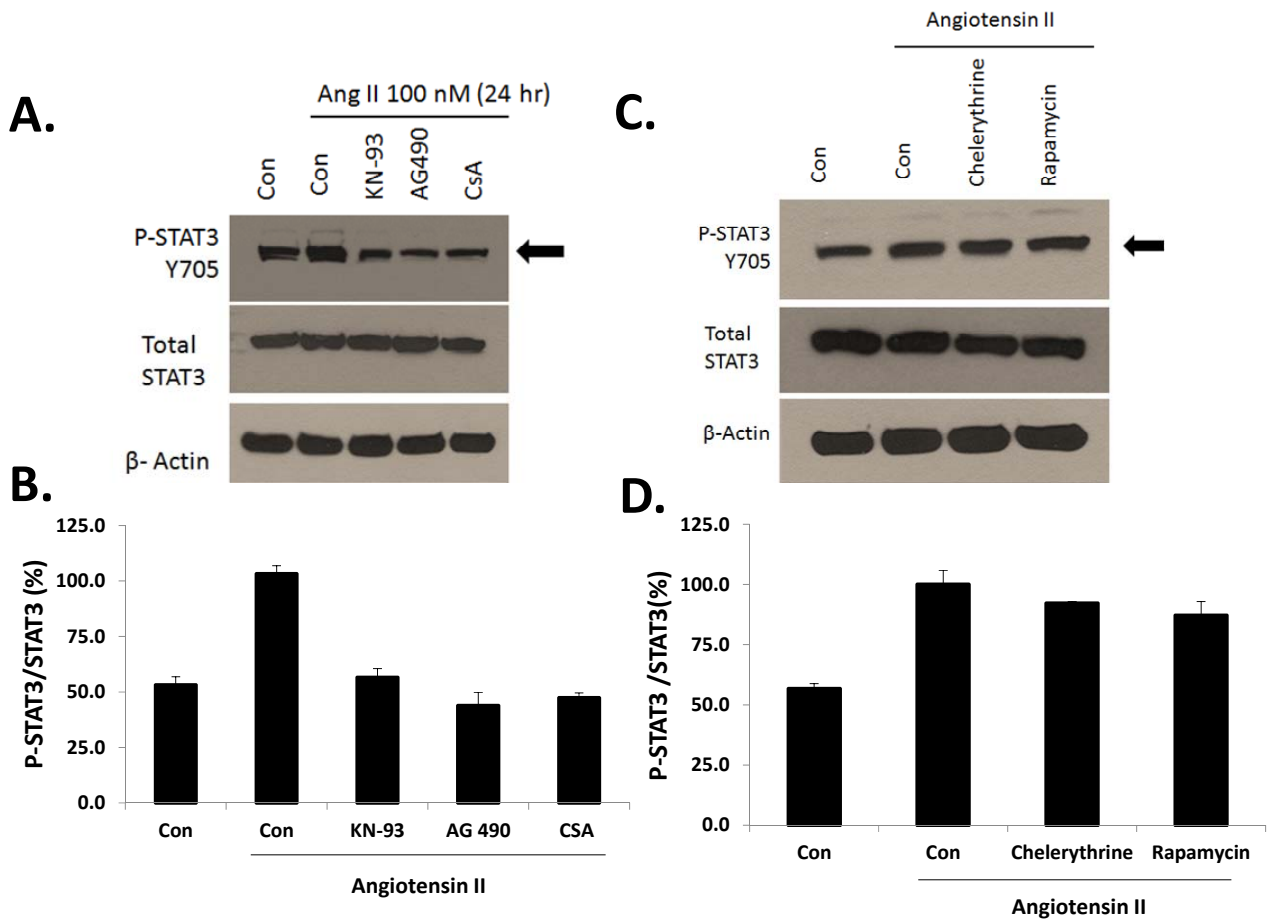 A.
Ang II 100 nM (24 hr)
Con
Con
KN-93
AG490
CsA
P-STAT3
Y705
Total
STAT3
β- Actin
B.
P-STAT3/STAT3 (%)
125.0
100.0
75.0
50.0
25.0
0.0
Con
Con
KN-93
AG 490
CSA
Angiotensin II
C.
Angiotensin II
Con
Con
Chelerythrine
Rapamycin
P-STAT3
Y705
Total
STAT3
β-Actin
D.
P-STAT3 /STAT3(%)
125.0
100.0
75.0
50.0
25.0
0.0
Con
Con
Chelerythrine
Rapamycin
Angiotensin II